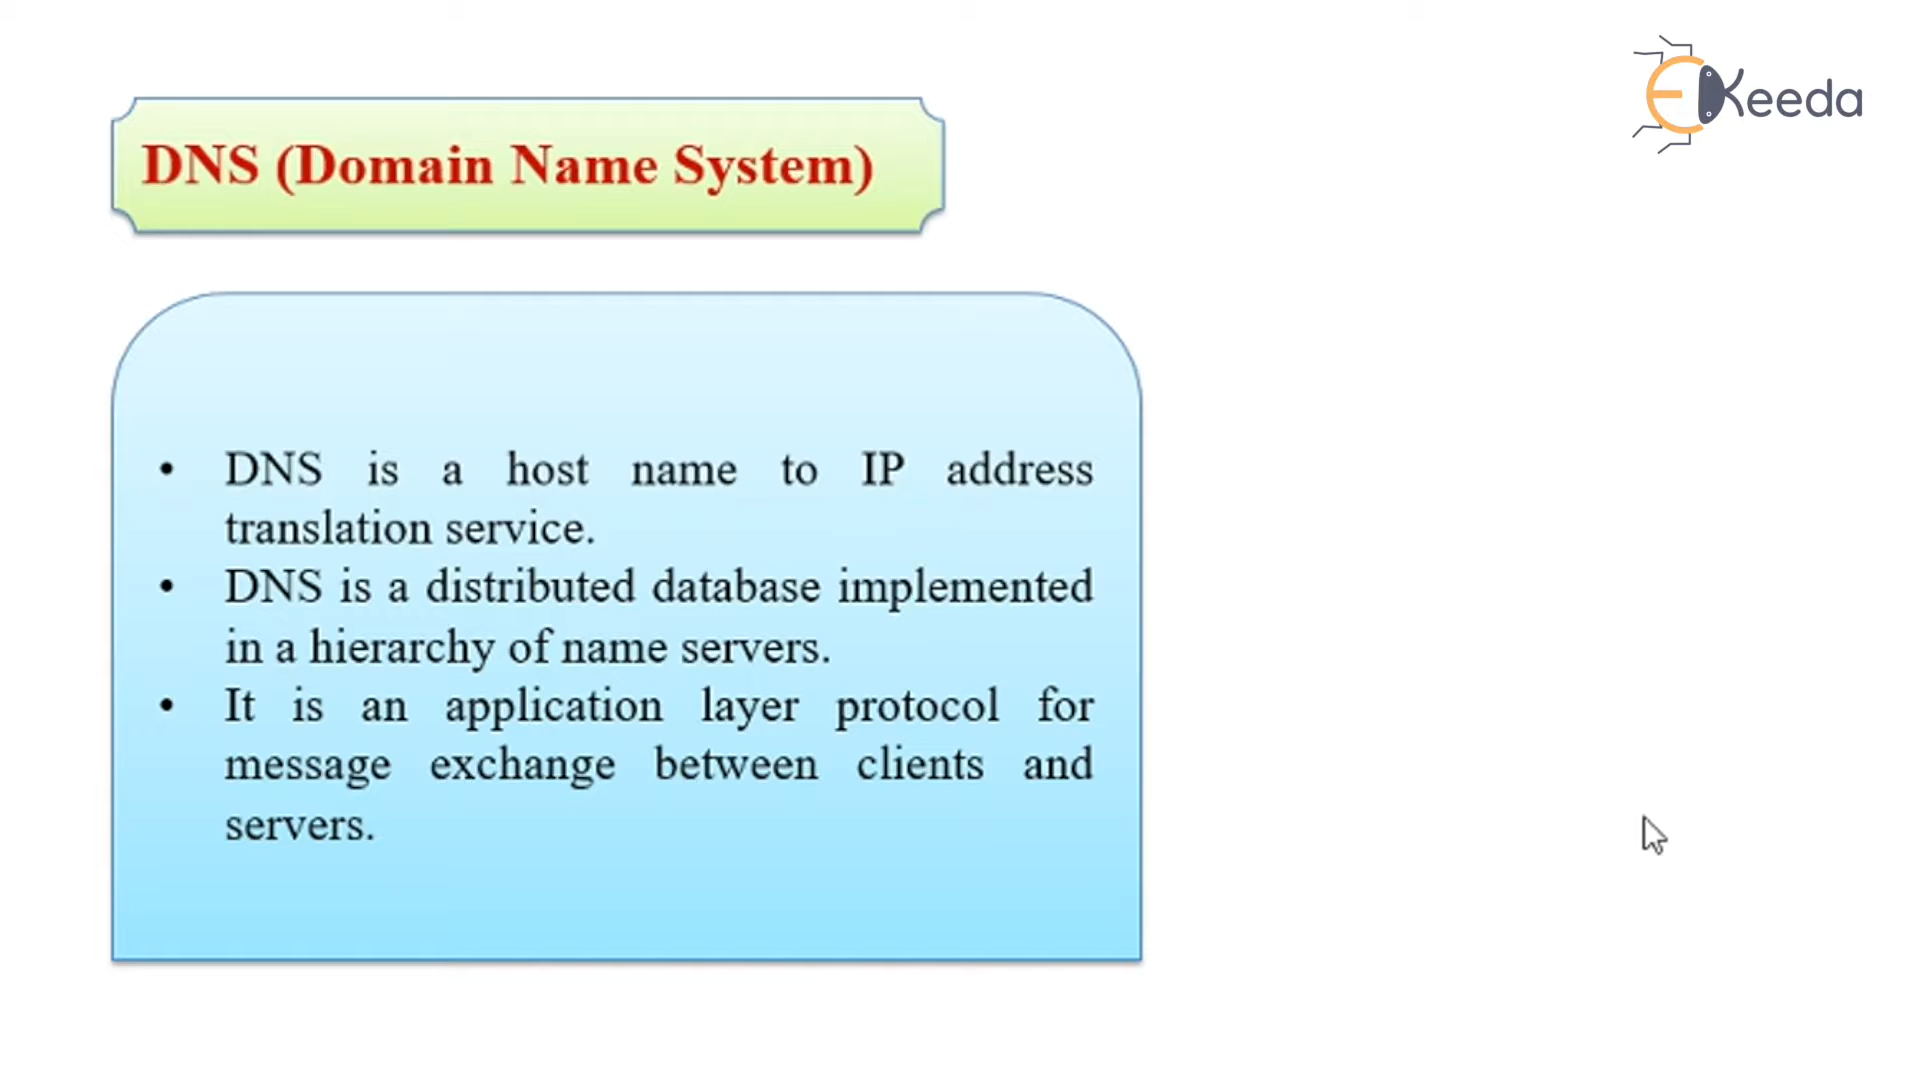 EKeeda
DNS (Domain Name System)
• DNS is a host name to IP address
translation service.
• DNS is a distributed database implemented
in a hierarchy of name servers.
• It is an application layer protocol for
message exchange between clients and
servers.